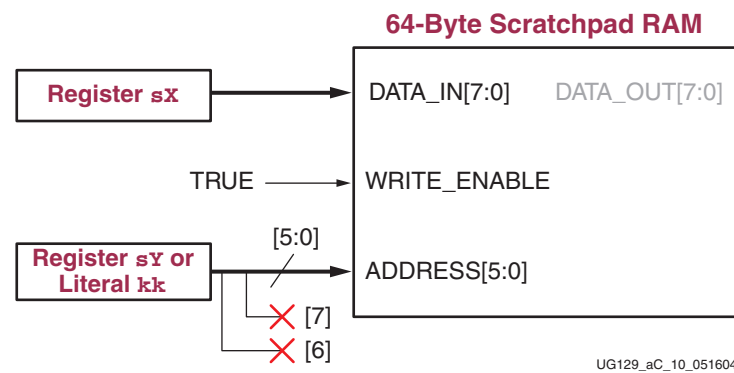 64-Byte Scratchpad RAM
Register sX
DATA_IN[7:0] DATA_OUT[7:0]
TRUE
WRITE_ENABLE
[5:0]
Register sY or
Literal kk
ADDRESS[5:0]
[7]
[6]
UG129_aC_10_051604